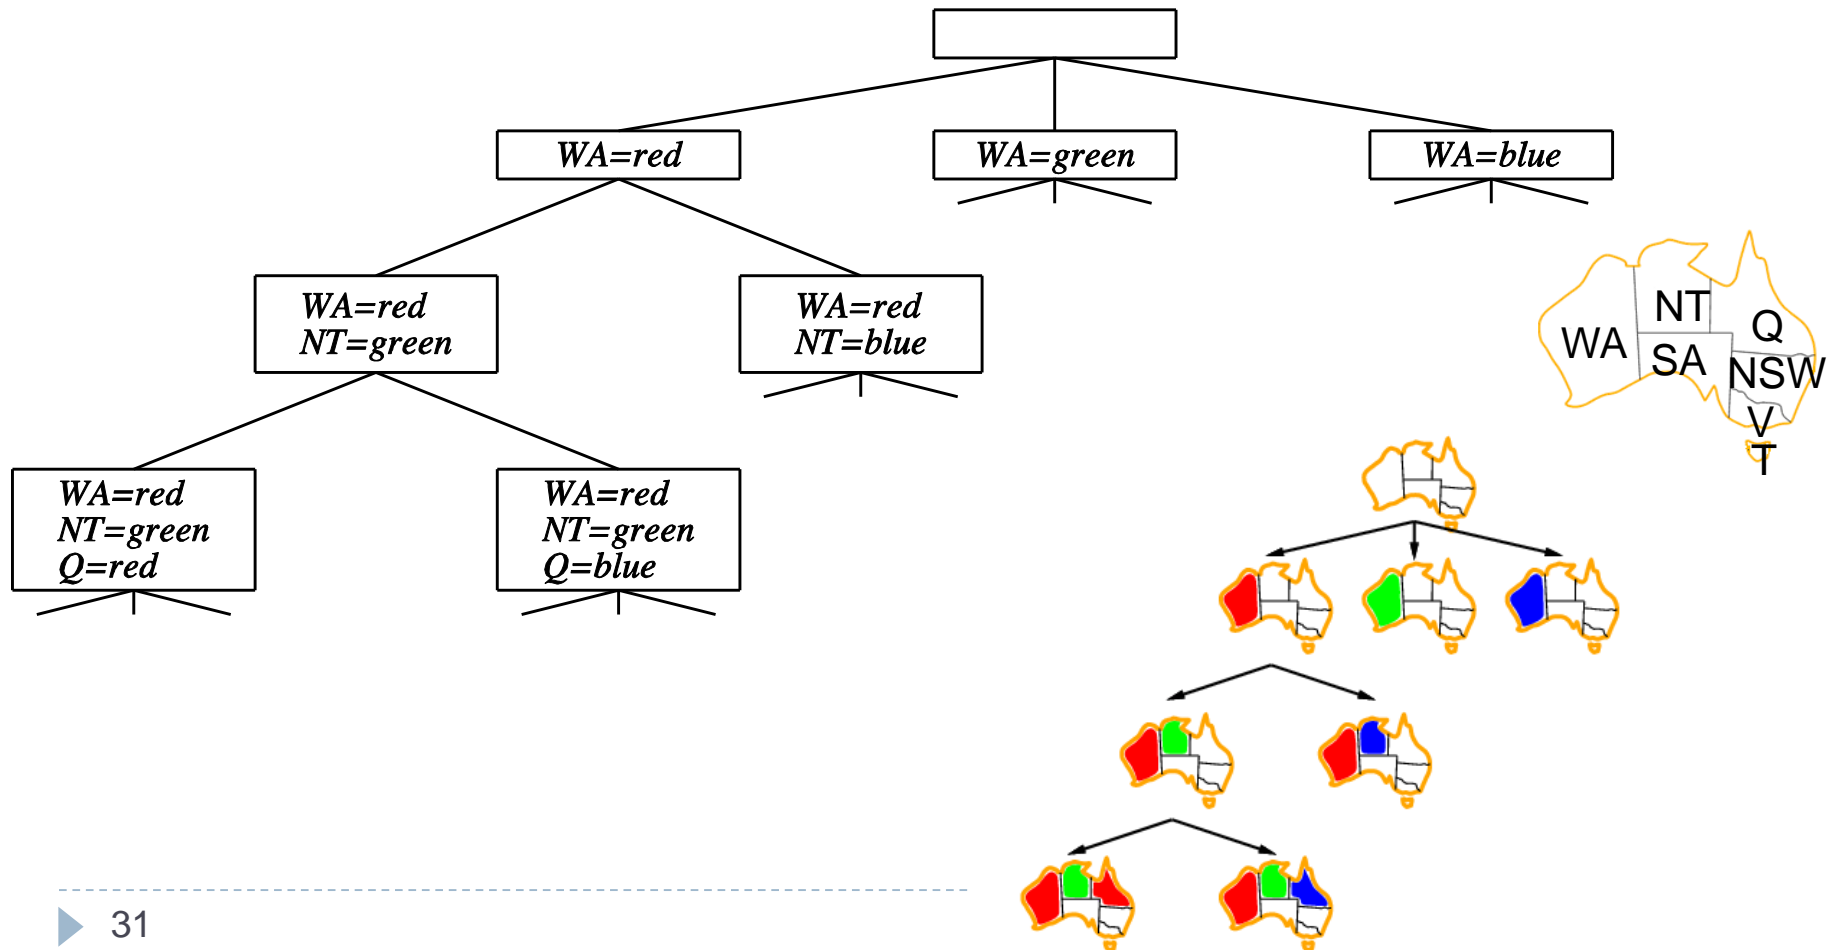 WA=red
WA=green
WA=blue
WA=red
NT=green
WA=red
NT=blue
WA=red
NT=green
Q=red
WA=red
NT=green
Q=blue
NT
Q
WA
SA
NSW
V
T
31